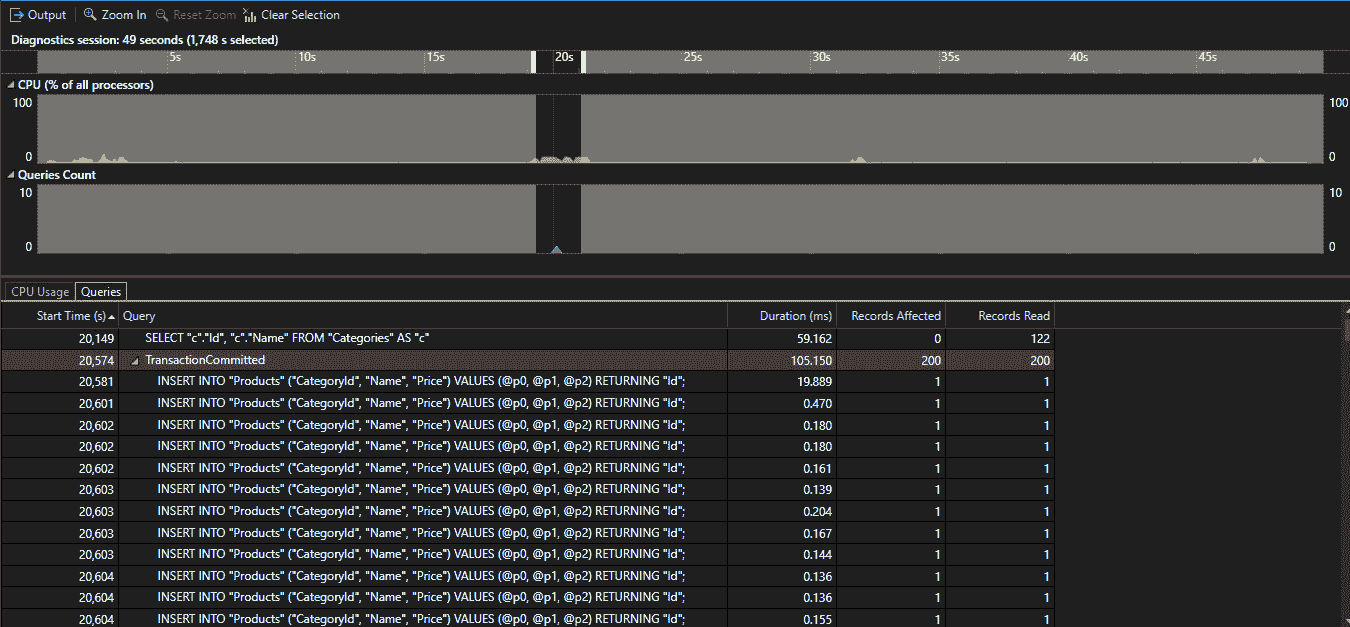 Output Zoom In Reset Zoom Clear Selection
Diagnostics session: 49 seconds (1,748 s selected)
5s 10s 15s 20s 25s 30s 35s 40s 45s
CPU (% of all processors)
100 100
0 0
Queries Count
10 10
0 0
CPU Usage Queries
Start Time (s) Query Duration (ms) Records Affected Records Read
20,149 SELECT "c"."Id", "c"."Name" FROM "Categories" AS "c" 59.162 0 122
20,574 TransactionCommitted 105.150 200 200
20,581 INSERT INTO "Products" ("CategoryId", "Name", "Price") VALUES (@p0, @p1, @p2) RETURNING "Id"; 19.889 1 1
20,601 INSERT INTO "Products" ("CategoryId", "Name", "Price") VALUES (@p0, @p1, @p2) RETURNING "Id"; 0.470 1 1
20,602 INSERT INTO "Products" ("CategoryId", "Name", "Price") VALUES (@p0, @p1, @p2) RETURNING "Id"; 0.180 1 1
20,602 INSERT INTO "Products" ("CategoryId", "Name", "Price") VALUES (@p0, @p1, @p2) RETURNING "Id"; 0.180 1 1
20,602 INSERT INTO "Products" ("CategoryId", "Name", "Price") VALUES (@p0, @p1, @p2) RETURNING "Id"; 0.161 1 1
20,603 INSERT INTO "Products" ("CategoryId", "Name", "Price") VALUES (@p0, @p1, @p2) RETURNING "Id"; 0.139 1 1
20,603 INSERT INTO "Products" ("CategoryId", "Name", "Price") VALUES (@p0, @p1, @p2) RETURNING "Id"; 0.204 1 1
20,603 INSERT INTO "Products" ("CategoryId", "Name", "Price") VALUES (@p0, @p1, @p2) RETURNING "Id"; 0.167 1 1
20,603 INSERT INTO "Products" ("CategoryId", "Name", "Price") VALUES (@p0, @p1, @p2) RETURNING "Id"; 0.144 1 1
20,604 INSERT INTO "Products" ("CategoryId", "Name", "Price") VALUES (@p0, @p1, @p2) RETURNING "Id"; 0.136 1 1
20,604 INSERT INTO "Products" ("CategoryId", "Name", "Price") VALUES (@p0, @p1, @p2) RETURNING "Id"; 0.136 1 1
20,604 INSERT INTO "Products" ("CategoryId", "Name", "Price") VALUES (@p0, @p1, @p2) RETURNING "Id"; 0.155 1 1